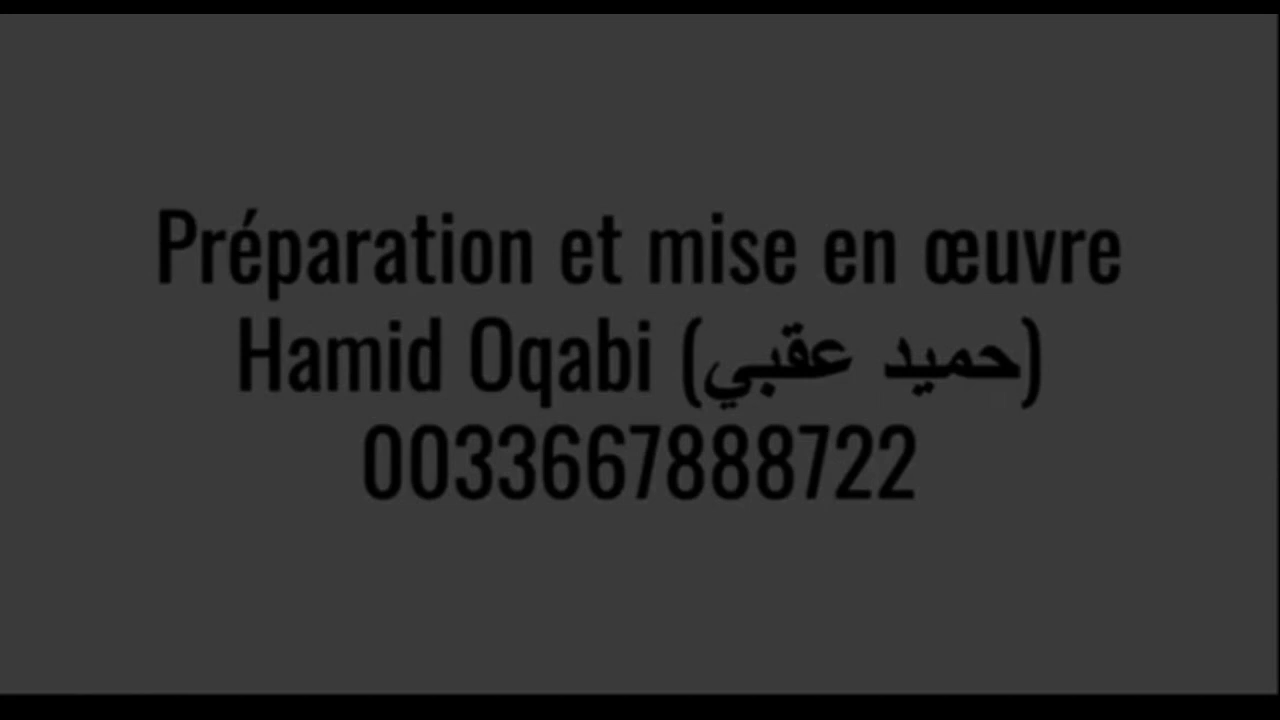 Préparation et mise en œuvre
Hamid Oqabi (حميد عقبي)
0033667888722